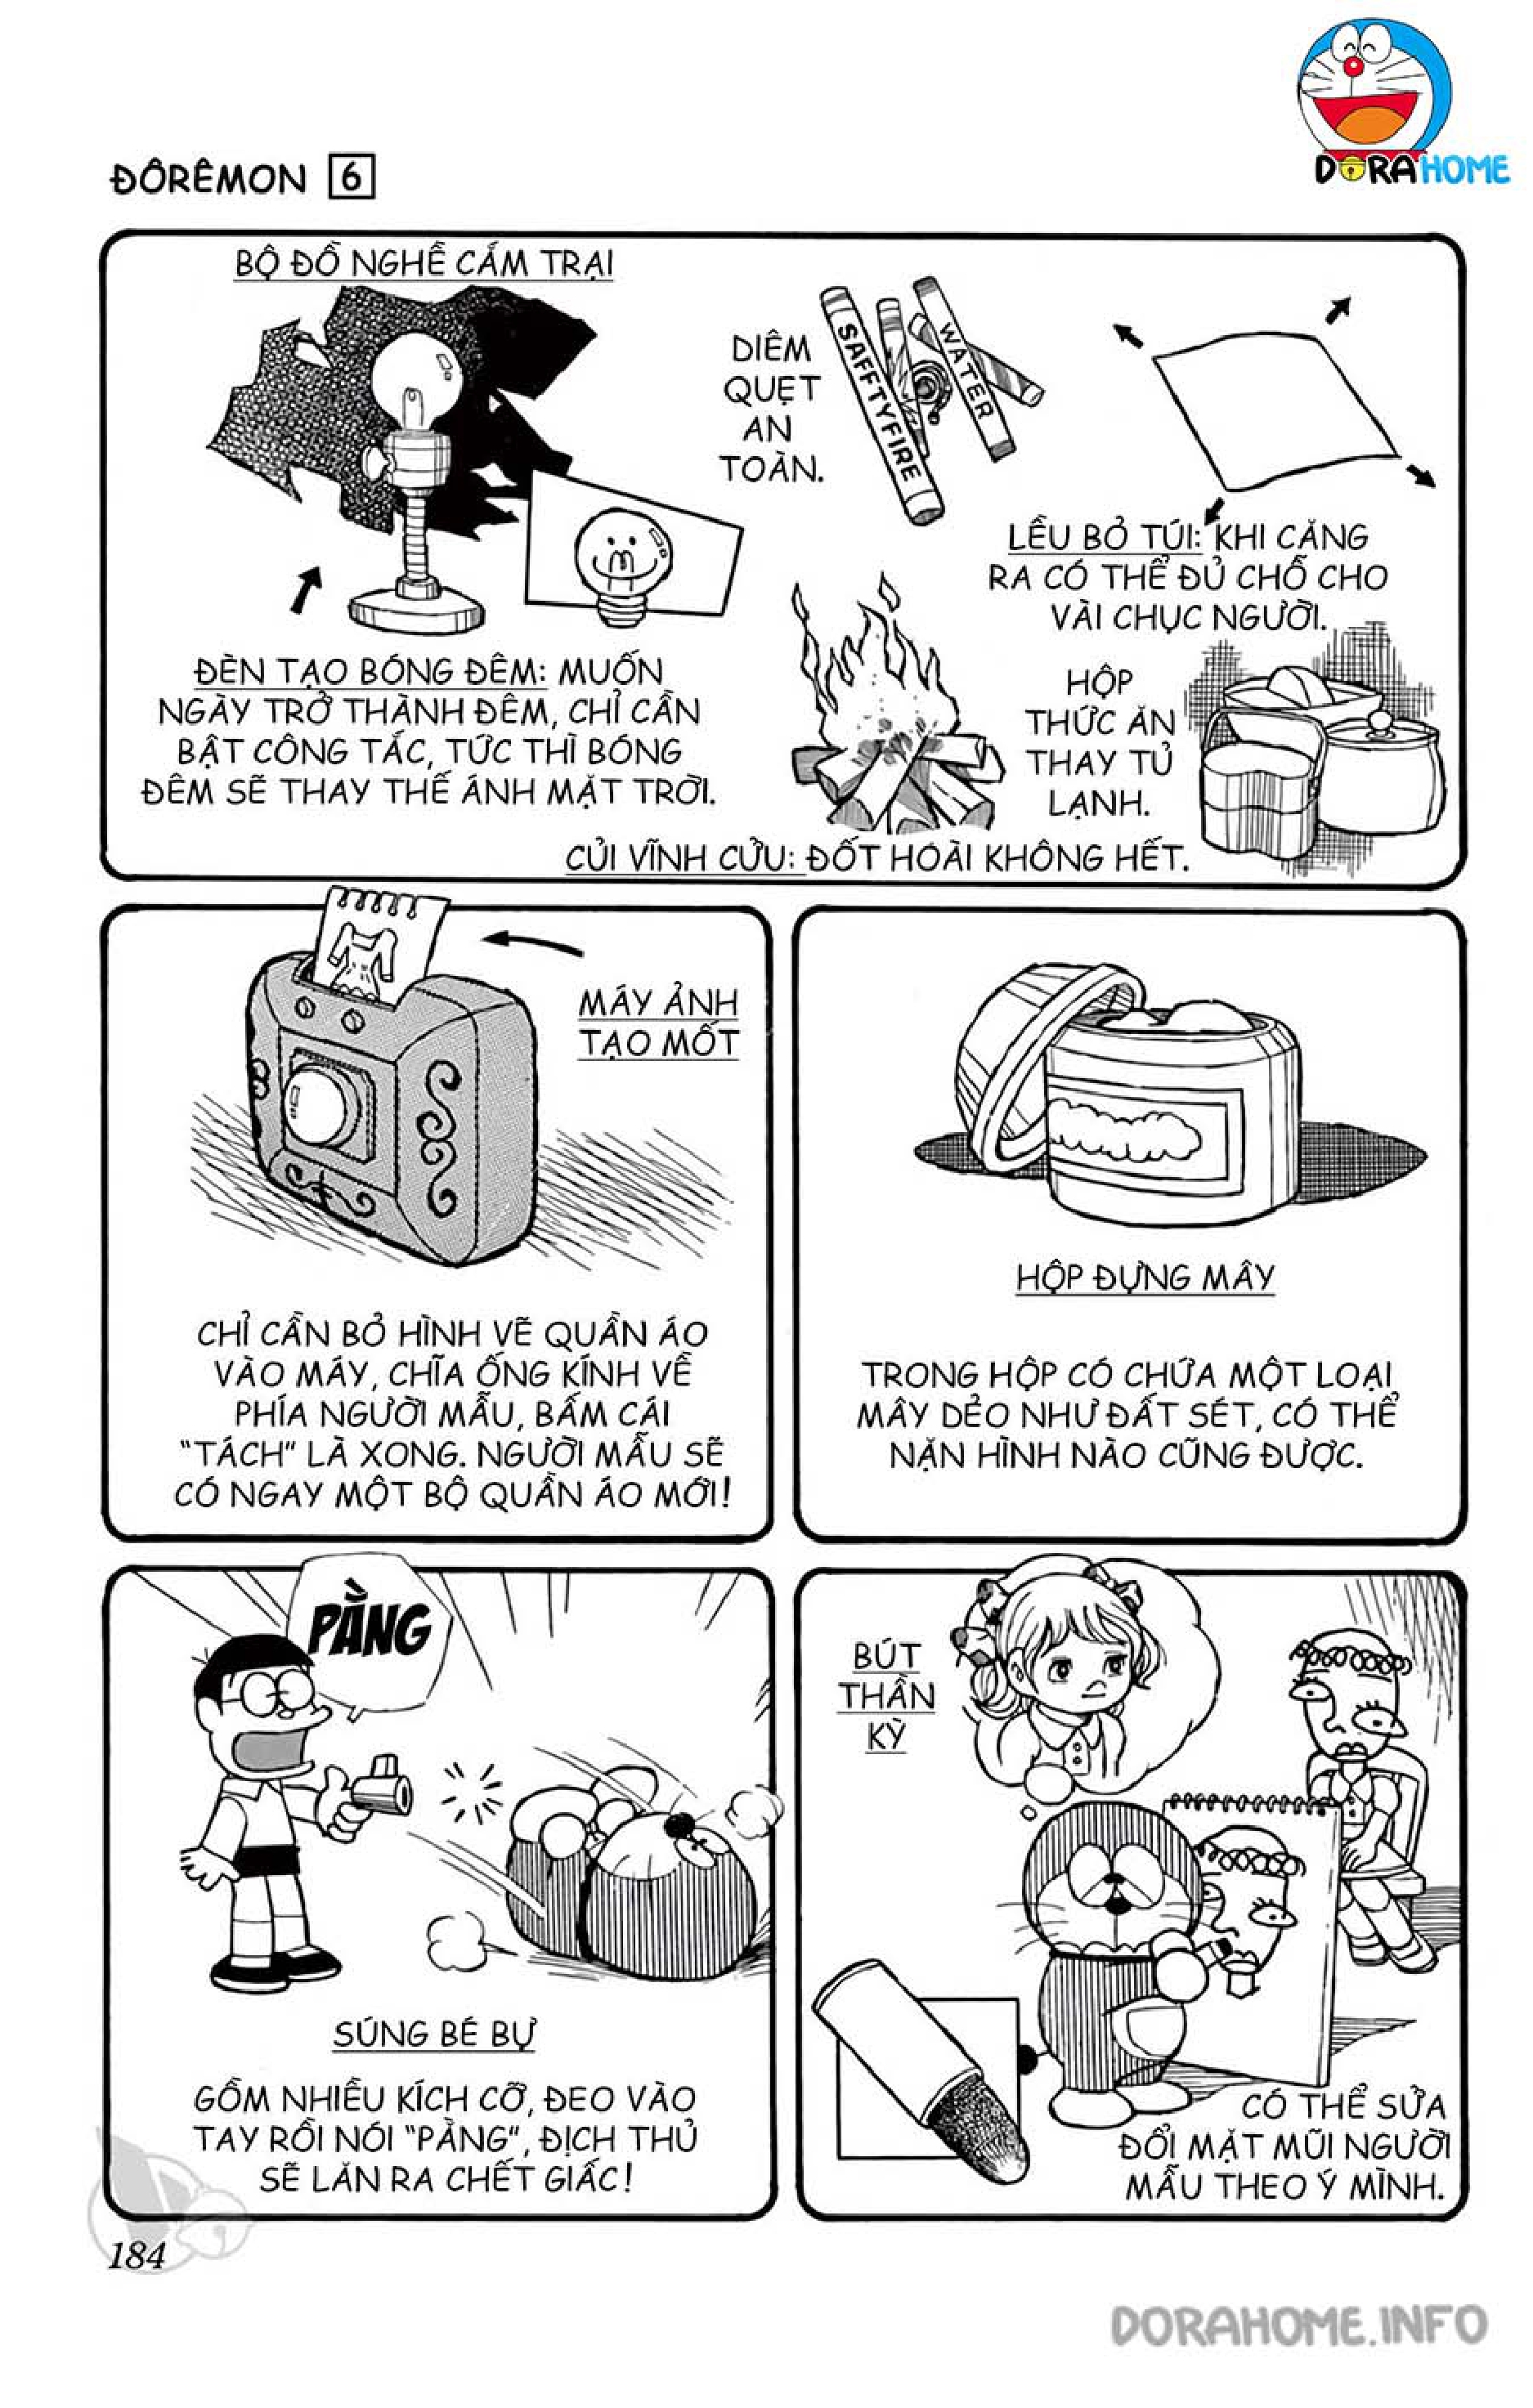 DORAHOME
ĐÔRÊMON 6
BỘ ĐỒ NGHỀ CẮM TRẠI
DIÊM
QUẸT
AN
TOÀN.
SAFFTYFIRE
WATER
LỀU BỎ TÚI: KHI CĂNG
RA CÓ THỂ ĐỦ CHỖ CHO
VÀI CHỤC NGƯỜI.
ĐÈN TẠO BÓNG ĐÊM: MUỐN
NGÀY TRỞ THÀNH ĐÊM, CHỈ CẦN
BẬT CÔNG TẮC, TỨC THÌ BÓNG
ĐÊM SẼ THAY THẾ ÁNH MẶT TRỜI.
HỘP
THỨC ĂN
THAY TỦ
LẠNH.
CỦI VĨNH CỬU: ĐỐT HOÀI KHÔNG HẾT.
MÁY ẢNH
TẠO MỐT
CHỈ CẦN BỎ HÌNH VẼ QUẦN ÁO
VÀO MÁY, CHĨA ỐNG KÍNH VỀ
PHÍA NGƯỜI MẪU, BẤM CÁI
"TÁCH" LÀ XONG. NGƯỜI MẪU SẼ
CÓ NGAY MỘT BỘ QUẦN ÁO MỚI!
HỘP ĐỰNG MÂY
TRONG HỘP CÓ CHỨA MỘT LOẠI
MÂY DẺO NHƯ ĐẤT SÉT, CÓ THỂ
NẶN HÌNH NÀO CŨNG ĐƯỢC.
PẰNG
SÚNG BÉ BỰ
GỒM NHIỀU KÍCH CỠ, ĐEO VÀO
TAY RỒI NÓI "PẰNG", ĐỊCH THỦ
SẼ LĂN RA CHẾT GIẤC!
BÚT
THẦN
KỲ
CÓ THỂ SỬA
ĐỔI MẶT MŨI NGƯỜI
MẪU THEO Ý MÌNH.
184
DORAHOME.INFO